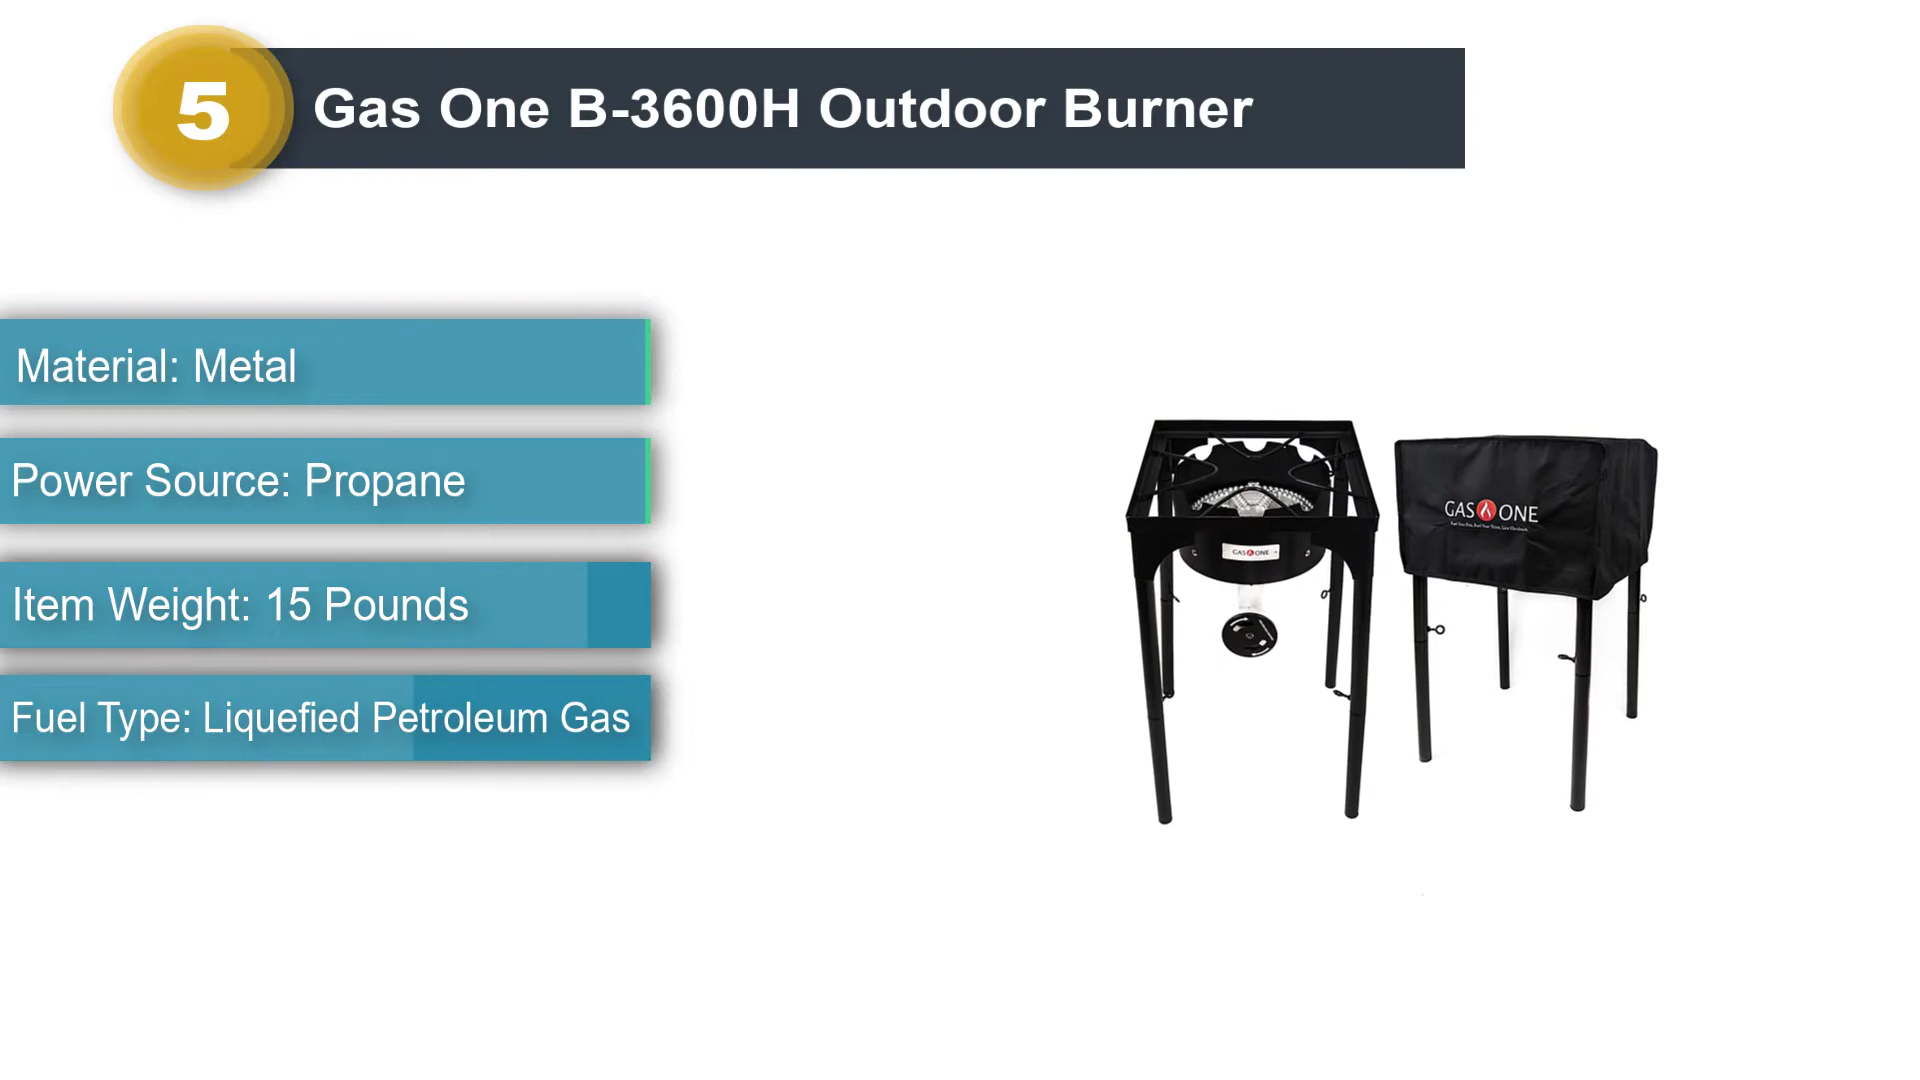 5
Gas One B-3600H Outdoor Burner
Material: Metal
Power Source: Propane
Item Weight: 15 Pounds
Fuel Type: Liquefied Petroleum Gas
GAS ONE
GAS ONE